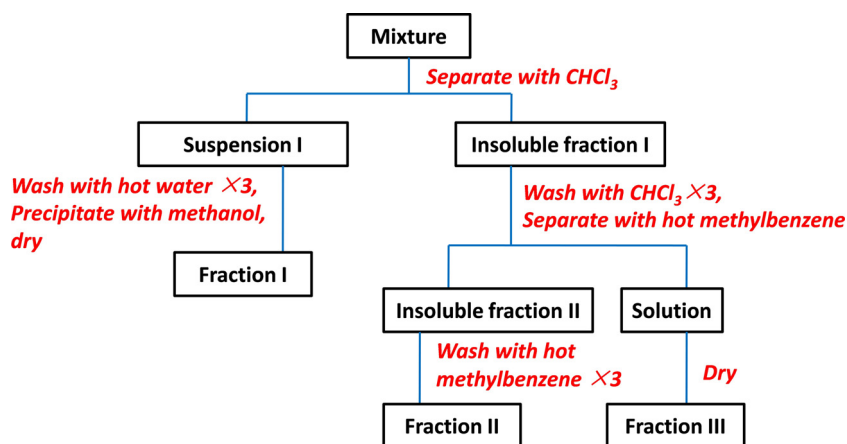 Mixture
Separate with CHCl₃
Suspension I
Insoluble fraction I
Wash with hot water ×3,
Precipitate with methanol,
dry
Wash with CHCl₃ ×3,
Separate with hot methylbenzene
Fraction I
Insoluble fraction II
Solution
Wash with hot
methylbenzene ×3
Dry
Fraction II
Fraction III